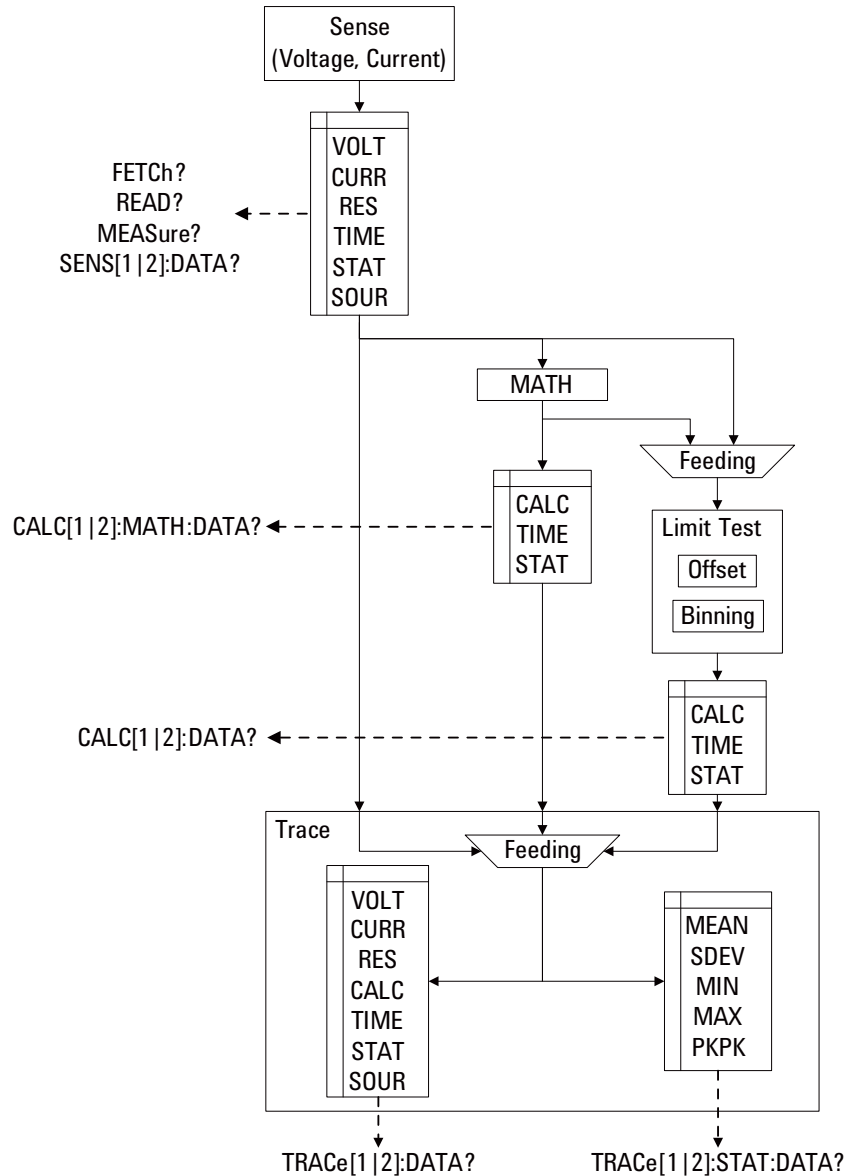 Sense
(Voltage, Current)
VOLT
CURR
RES
TIME
STAT
SOUR
FETCh?
READ?
MEASure?
SENS[1|2]:DATA?
MATH
Feeding
CALC
TIME
STAT
CALC[1|2]:MATH:DATA?
Limit Test
Offset
Binning
CALC
TIME
STAT
CALC[1|2]:DATA?
Trace
Feeding
VOLT
CURR
RES
CALC
TIME
STAT
SOUR
MEAN
SDEV
MIN
MAX
PKPK
TRACe[1|2]:DATA?
TRACe[1|2]:STAT:DATA?